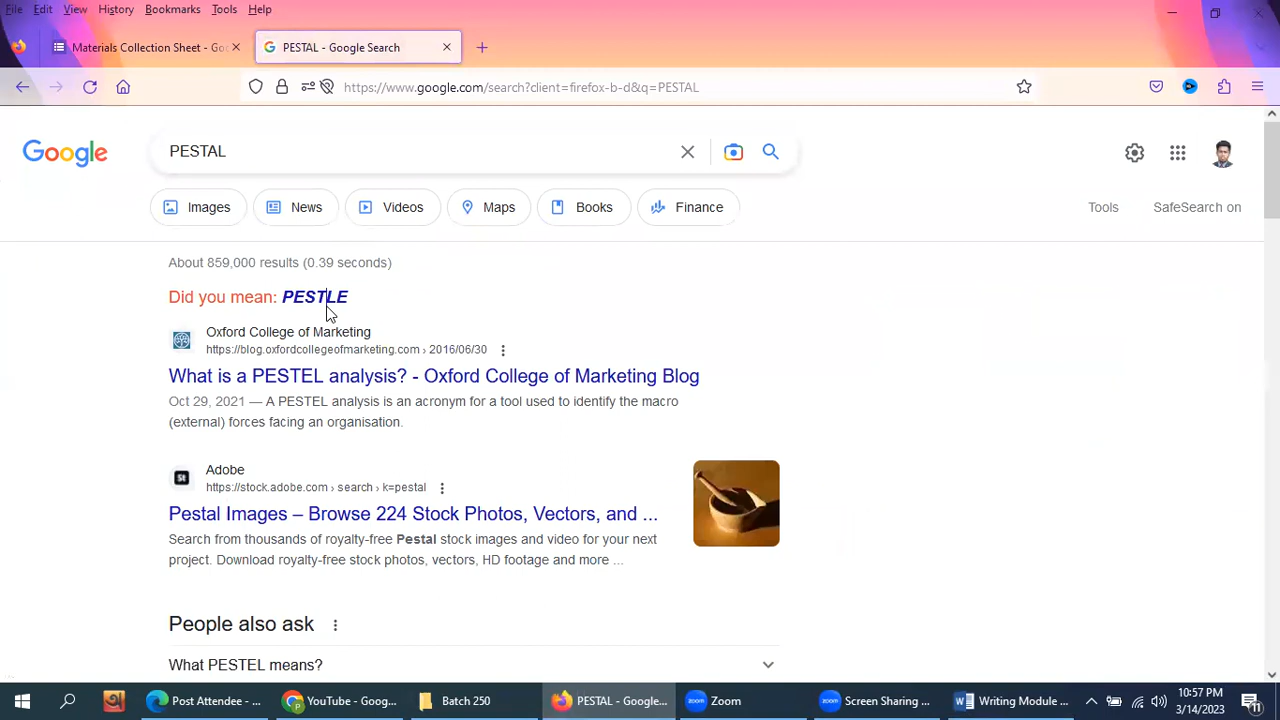 File Edit View History Bookmarks Tools Help
Materials Collection Sheet - Goo
PESTAL - Google Search
https://www.google.com/search?client=firefox-b-d&q=PESTAL
Google
PESTAL
Images News Videos Maps Books Finance Tools SafeSearch on
About 859,000 results (0.39 seconds)
Did you mean: PESTLE
Oxford College of Marketing
https://blog.oxfordcollegeofmarketing.com › 2016/06/30
What is a PESTEL analysis? - Oxford College of Marketing Blog
Oct 29, 2021 — A PESTEL analysis is an acronym for a tool used to identify the macro
(external) forces facing an organisation.
St
Adobe
https://stock.adobe.com › search › k=pestal
Pestal Images – Browse 224 Stock Photos, Vectors, and ...
Search from thousands of royalty-free Pestal stock images and video for your next
project. Download royalty-free stock photos, vectors, HD footage and more ...
People also ask
What PESTEL means?
অ
Post Attendee - ...
YouTube - Goog...
Batch 250
PESTAL - Google...
zoom
Zoom
zoom
Screen Sharing ...
Writing Module ...
10:57 PM
3/14/2023
11